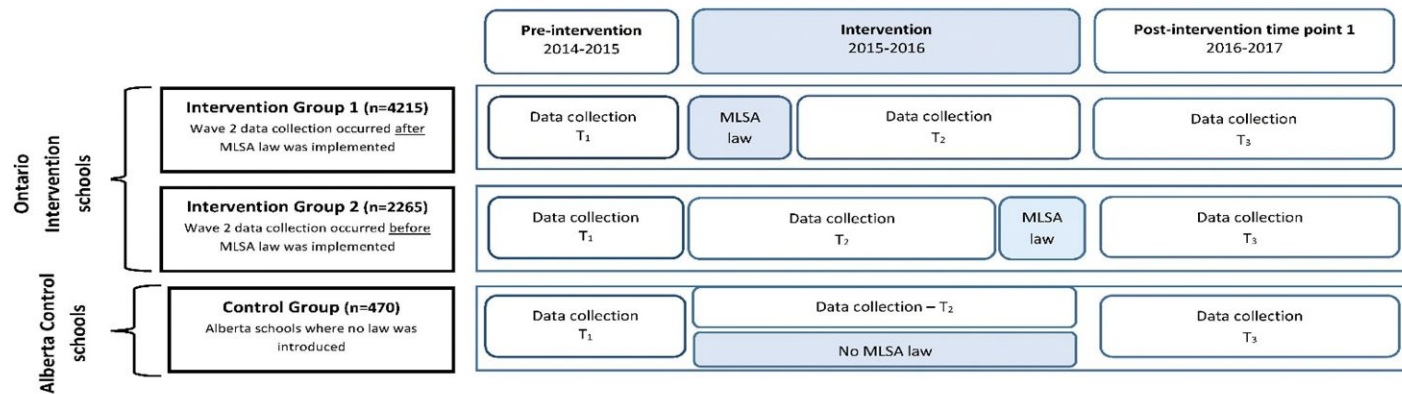 Pre-intervention
2014-2015
Intervention
2015-2016
Post-intervention time point 1
2016-2017
Ontario
Intervention
schools
Intervention Group 1 (n=4215)
Wave 2 data collection occurred after
MLSA law was implemented
Data collection
T₁
MLSA
law
Data collection
T₂
Data collection
T₃
Intervention Group 2 (n=2265)
Wave 2 data collection occurred before
MLSA law was implemented
Data collection
T₁
Data collection
T₂
MLSA
law
Data collection
T₃
Alberta Control
schools
Control Group (n=470)
Alberta schools where no law was
introduced
Data collection
T₁
Data collection – T₂
No MLSA law
Data collection
T₃